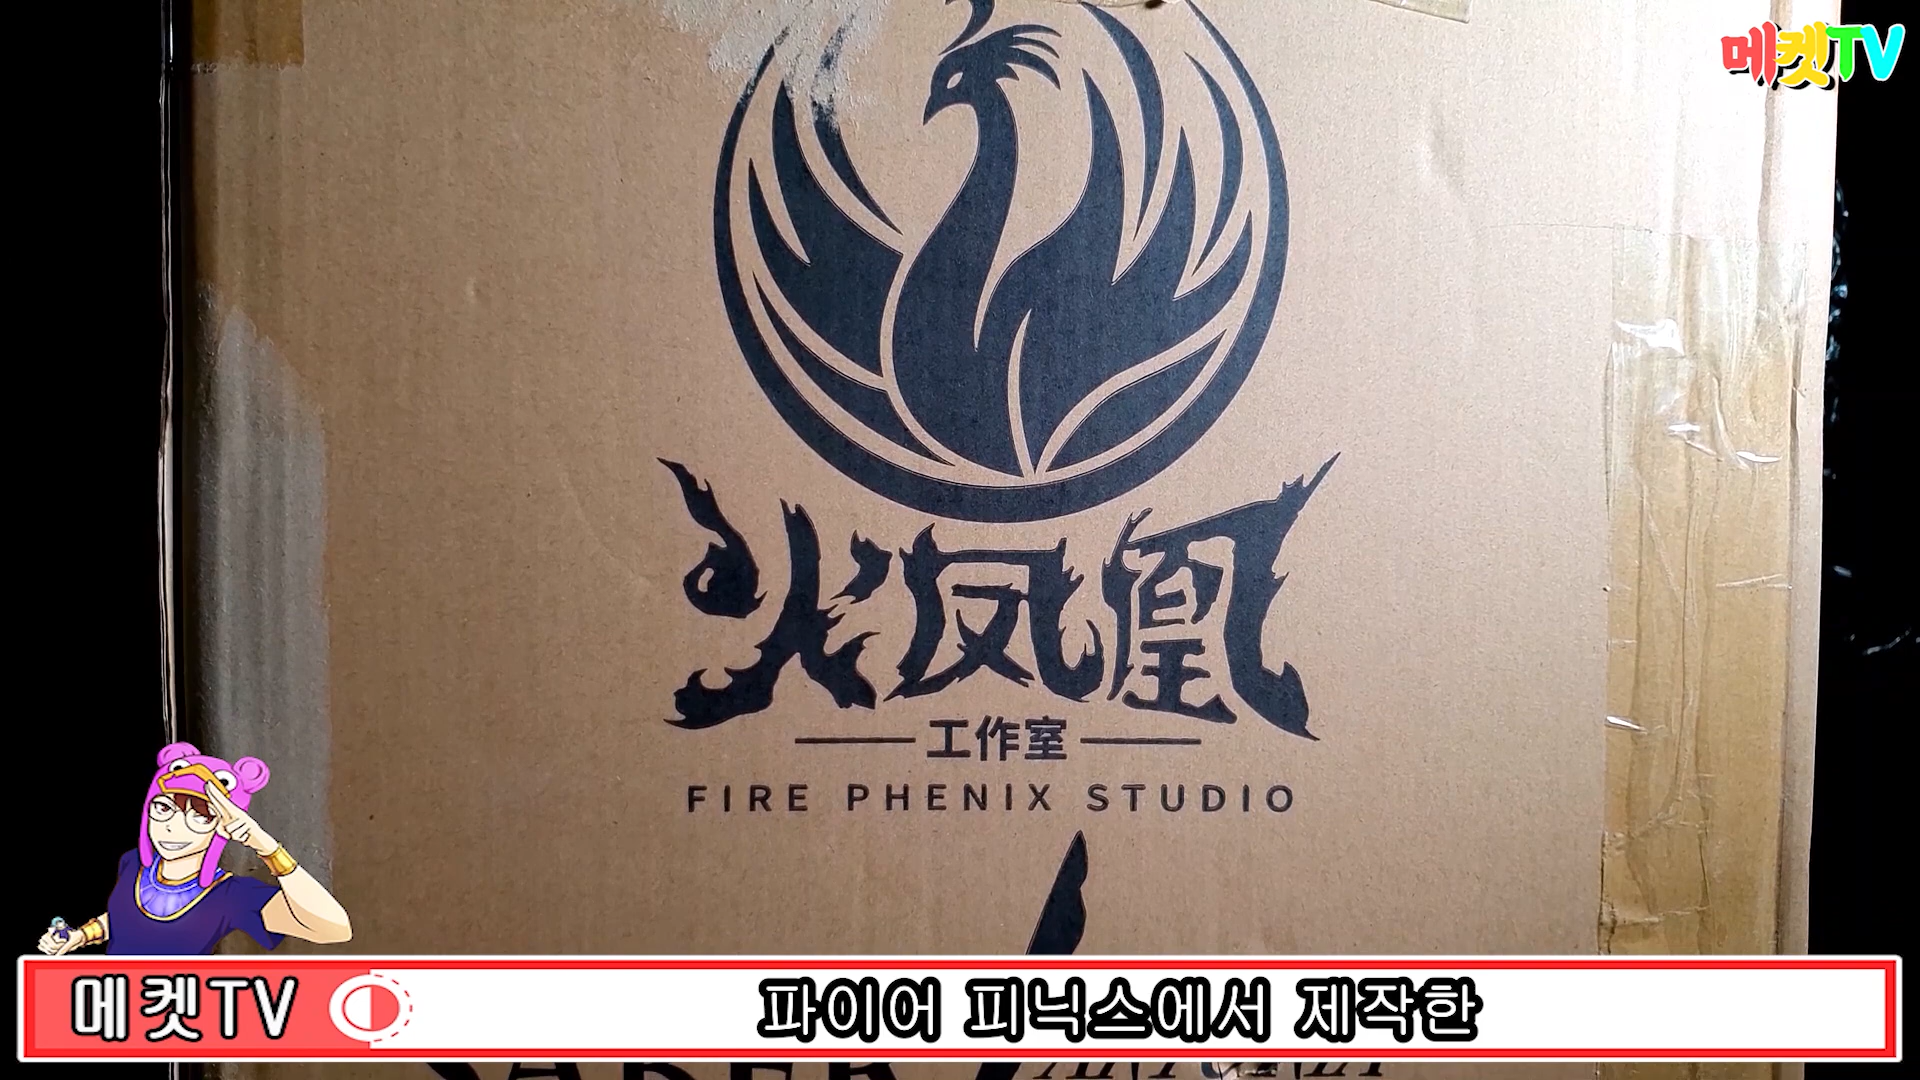 메켓TV
火凤凰
工作室
FIRE PHENIX STUDIO
메켓TV
파이어 피닉스에서 제작한
SABER